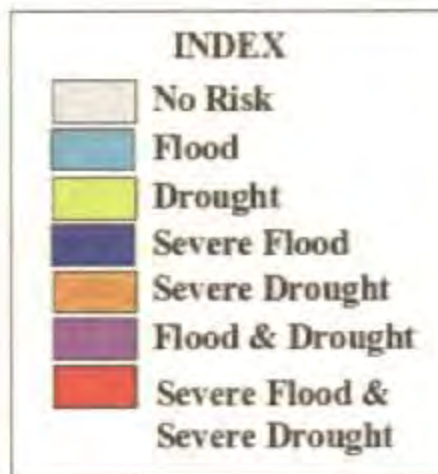 INDEX
No Risk
Flood
Drought
Severe Flood
Severe Drought
Flood & Drought
Severe Flood &
Severe Drought